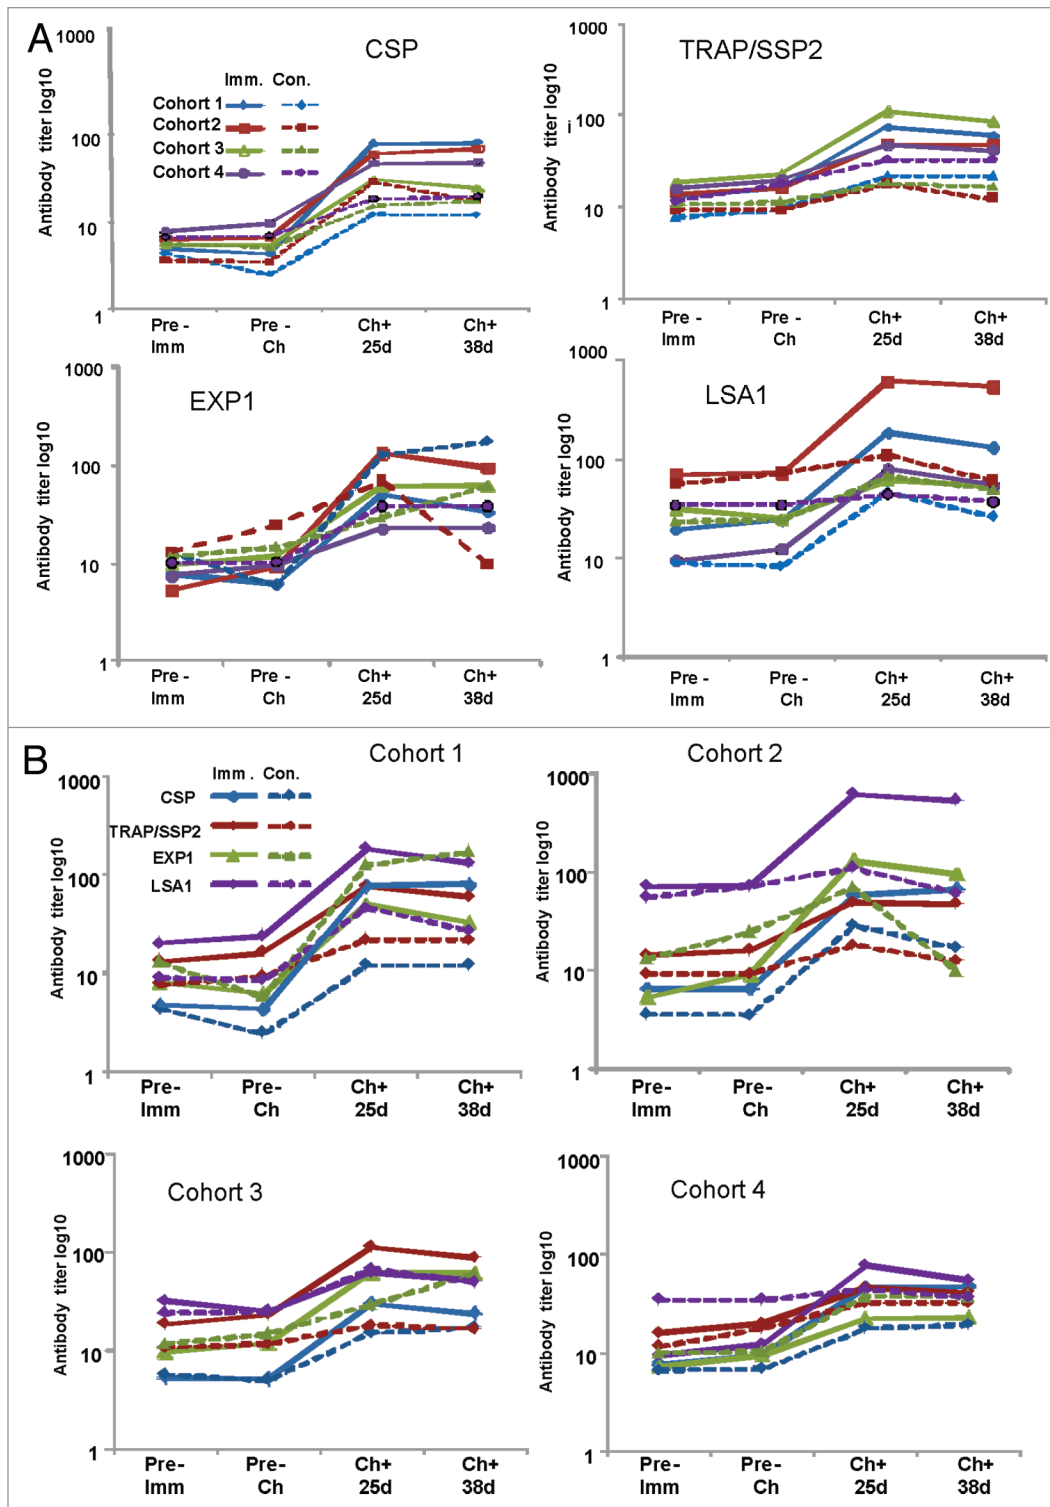 A
CSP
Antibody titer log10
1000
100
10
1
Imm. Con.
Cohort 1
Cohort2
Cohort 3
Cohort 4
Pre - Pre - Ch+ Ch+
Imm Ch 25d 38d
TRAP/SSP2
Antibody titer log10
i
1000
100
10
1
Pre - Pre - Ch+ Ch+
Imm Ch 25d 38d
EXP1
Antibody titer log10
1000
100
10
1
Pre - Pre - Ch+ Ch+
Imm Ch 25d 38d
LSA1
Antibody titer log10
1000
100
10
1
Pre - Pre - Ch+ Ch+
Imm Ch 25d 38d
B
Cohort 1
Antibody titer log10
1000
100
10
1
Imm . Con.
CSP
TRAP/SSP2
EXP1
LSA1
Pre- Pre- Ch+ Ch+
Imm Ch 25d 38d
Cohort 2
Antibody titer log10
1000
100
10
1
Pre- Pre- Ch+ Ch+
Imm Ch 25d 38d
Cohort 3
Antibody titer log10
1000
100
10
1
Pre- Pre- Ch+ Ch+
Imm Ch 25d 38d
Cohort 4
Antibody titer log10
1000
100
10
1
Pre- Pre- Ch+ Ch+
Imm Ch 25d 38d